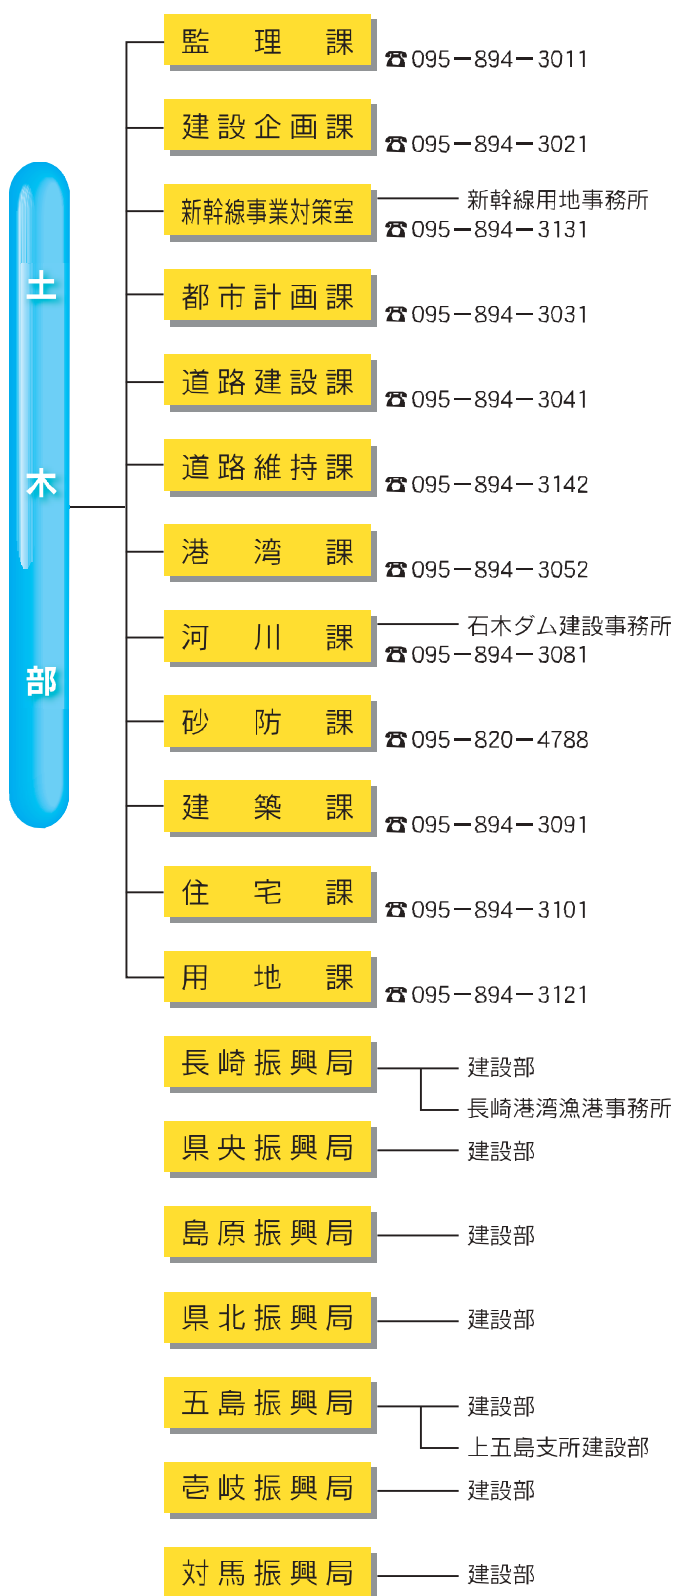 土木部
監理課
☎095－894－3011
建設企画課
☎095－894－3021
新幹線事業対策室
新幹線用地事務所
☎095－894－3131
都市計画課
☎095－894－3031
道路建設課
☎095－894－3041
道路維持課
☎095－894－3142
港湾課
☎095－894－3052
河川課
石木ダム建設事務所
☎095－894－3081
砂防課
☎095－820－4788
建築課
☎095－894－3091
住宅課
☎095－894－3101
用地課
☎095－894－3121
長崎振興局
建設部
長崎港湾漁港事務所
県央振興局
建設部
島原振興局
建設部
県北振興局
建設部
五島振興局
建設部
上五島支所建設部
壱岐振興局
建設部
対馬振興局
建設部